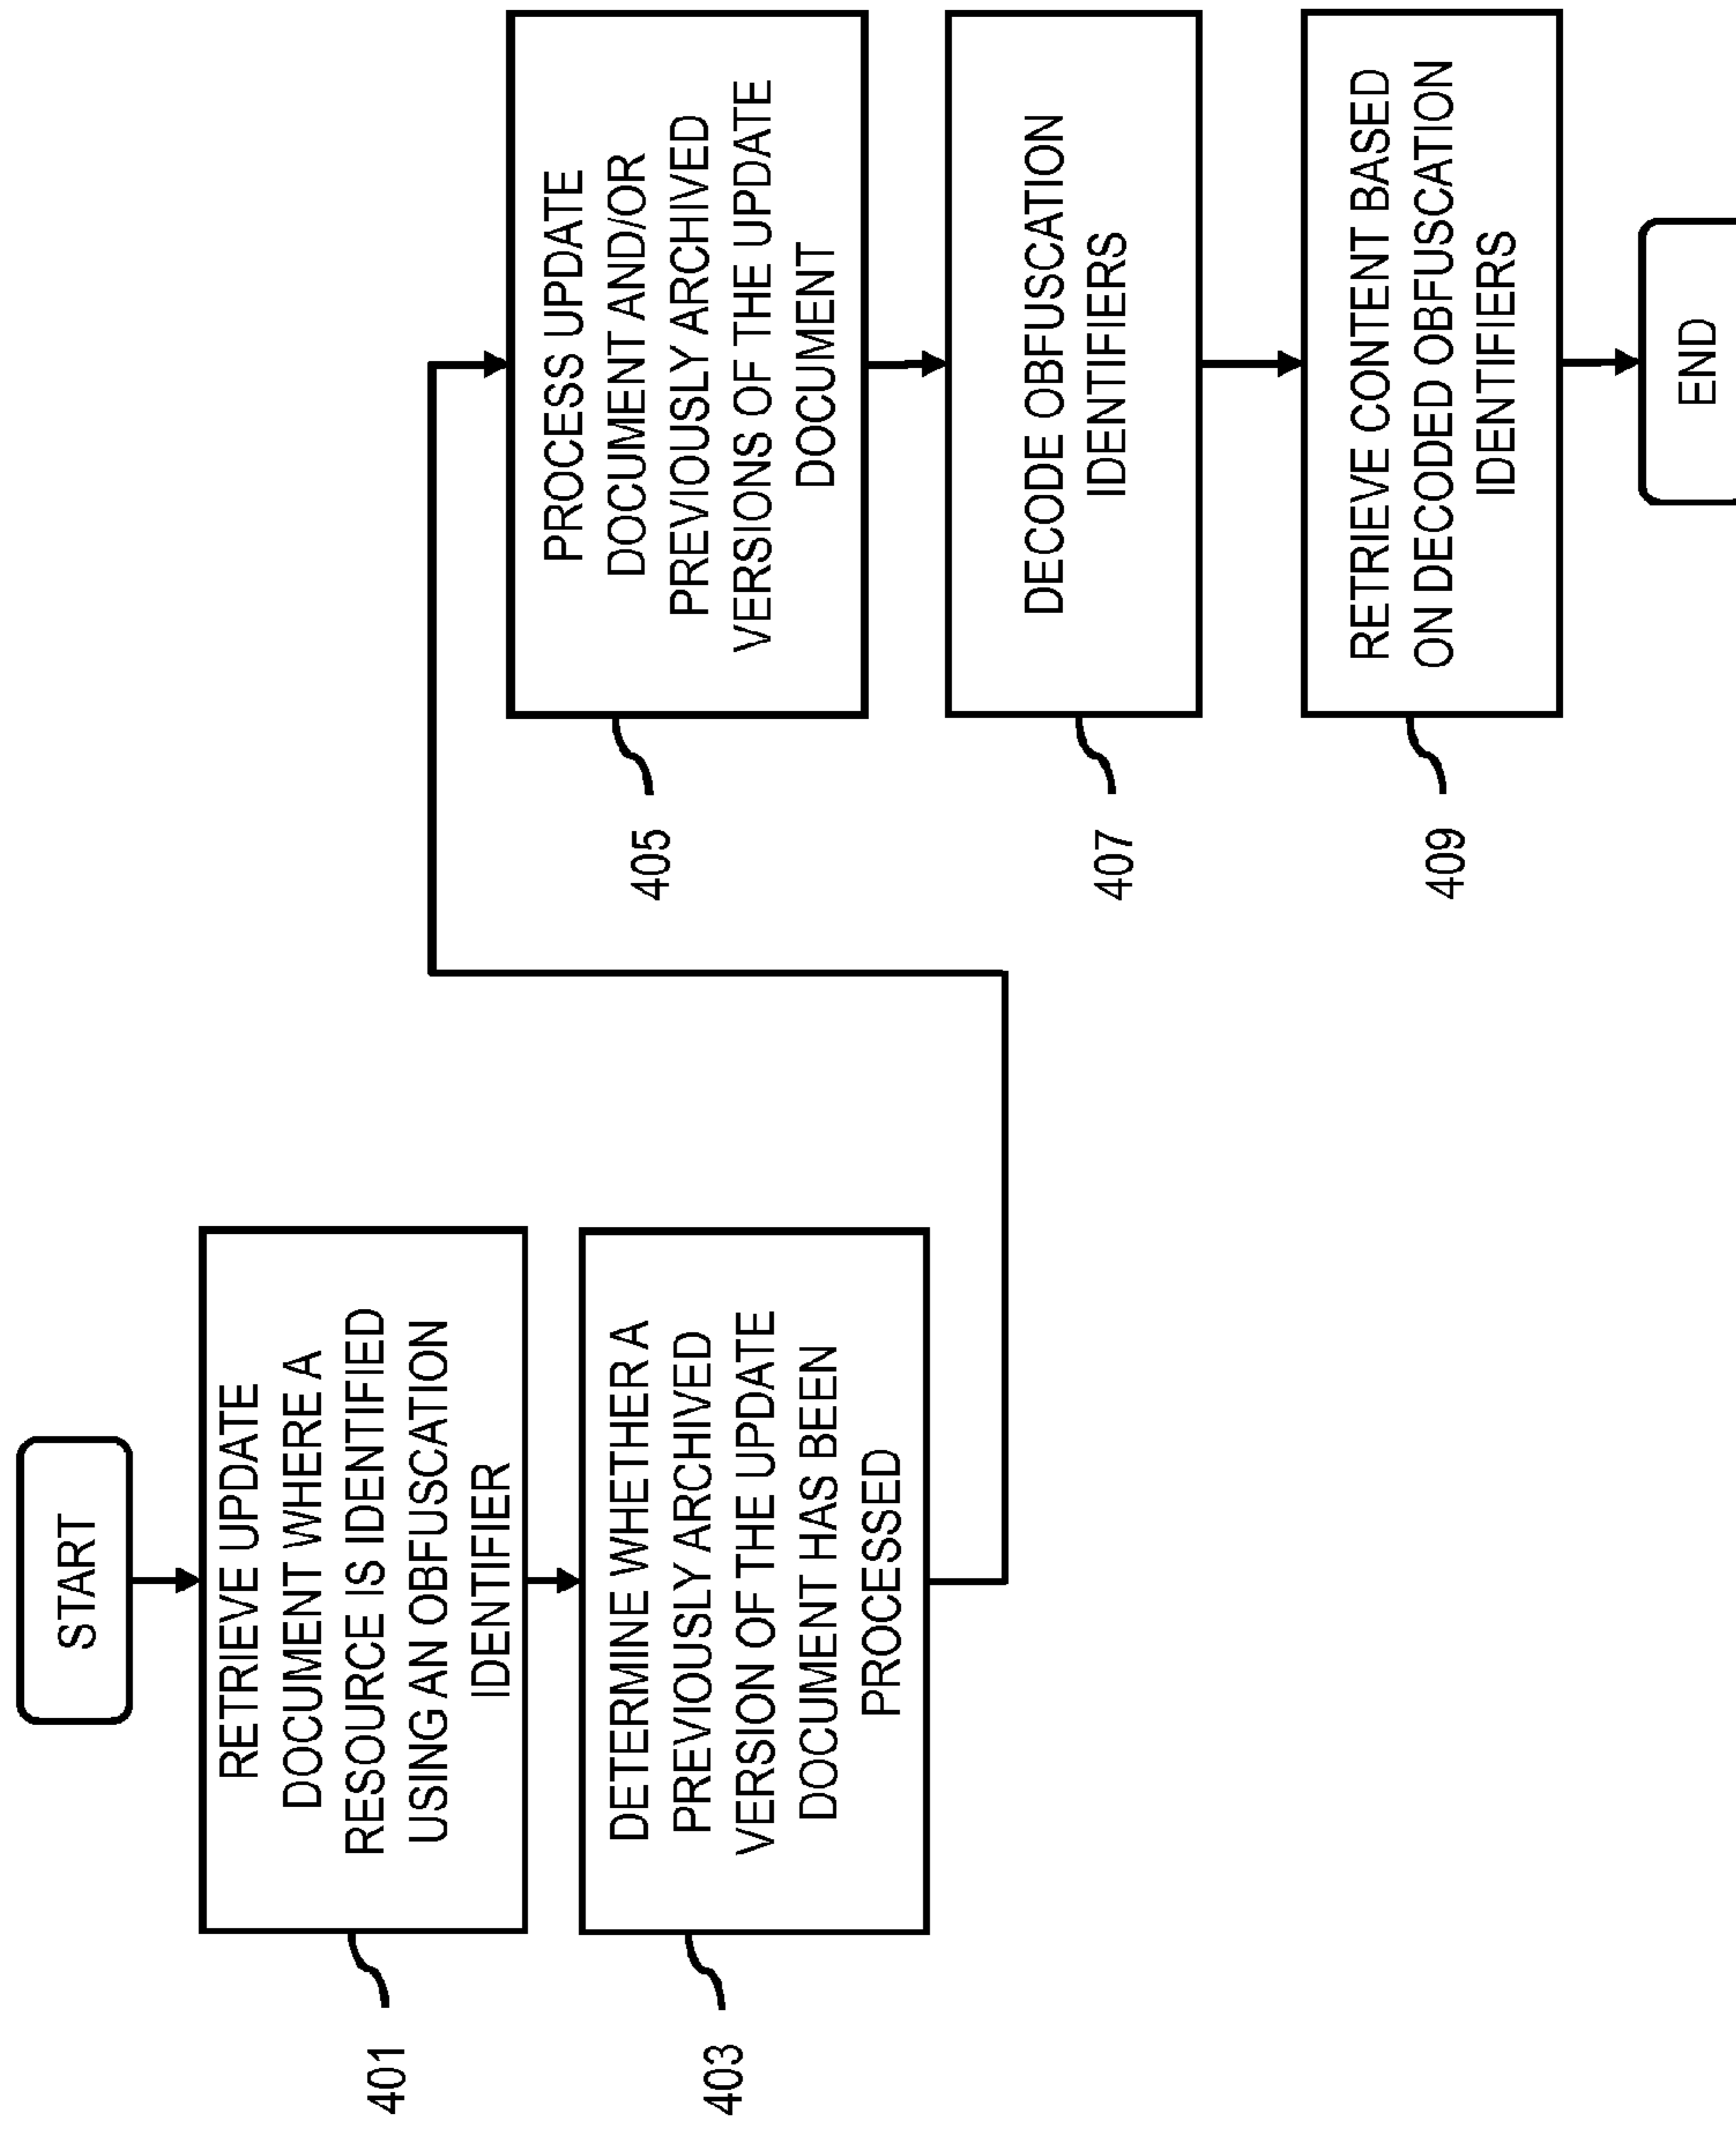 START
RETRIEVE UPDATE
DOCUMENT WHERE A
RESOURCE IS IDENTIFIED
USING AN OBFUSCATION
IDENTIFIER
401
DETERMINE WHETHER A
PREVIOUSLY ARCHIVED
VERSION OF THE UPDATE
DOCUMENT HAS BEEN
PROCESSED
403
PROCESS UPDATE
DOCUMENT AND/OR
PREVIOUSLY ARCHIVED
VERSIONS OF THE UPDATE
DOCUMENT
405
DECODE OBFUSCATION
IDENTIFIERS
407
RETRIEVE CONTENT BASED
ON DECODED OBFUSCATION
IDENTIFIERS
409
END